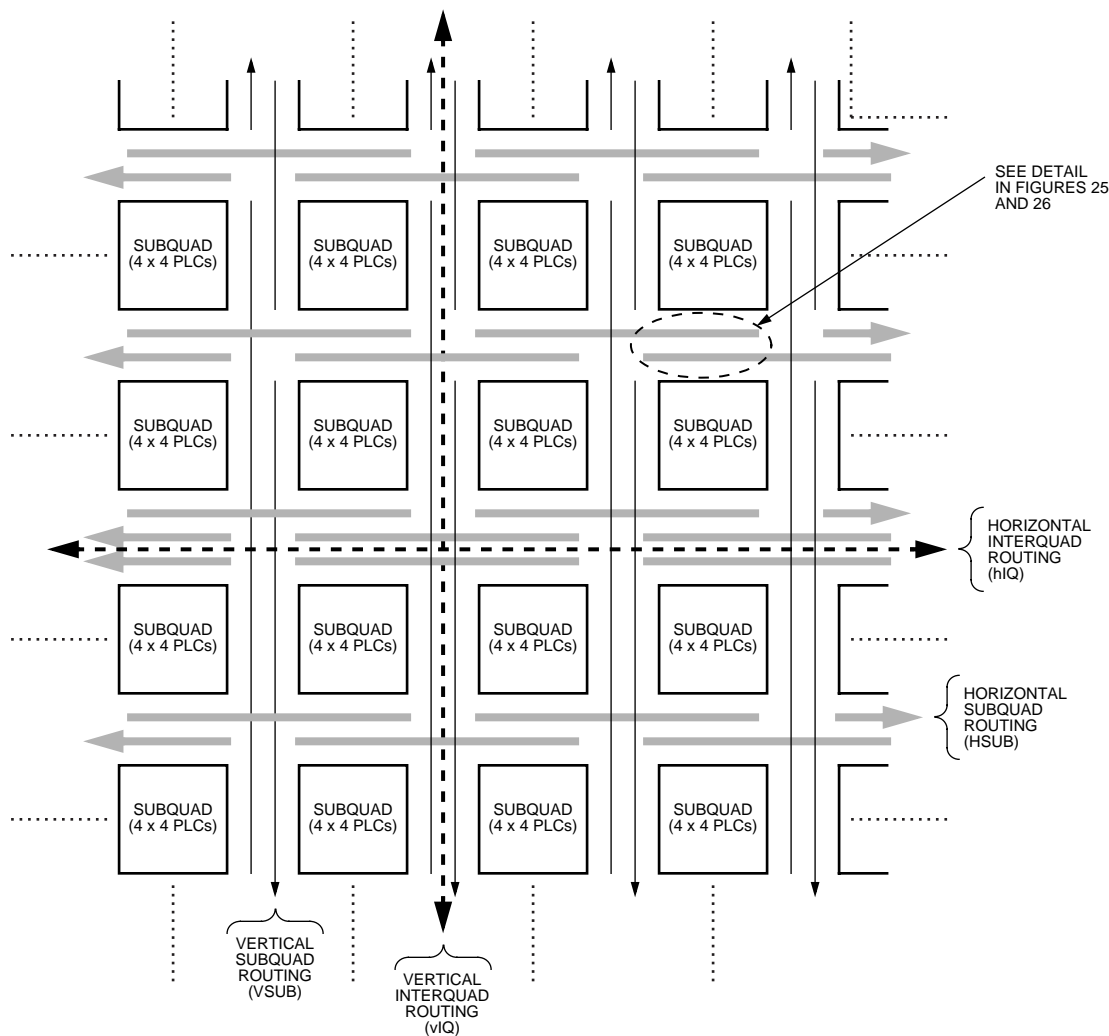 SEE DETAIL
IN FIGURES 25
AND 26
SUBQUAD
(4 x 4 PLCs)
SUBQUAD
(4 x 4 PLCs)
SUBQUAD
(4 x 4 PLCs)
SUBQUAD
(4 x 4 PLCs)
SUBQUAD
(4 x 4 PLCs)
SUBQUAD
(4 x 4 PLCs)
SUBQUAD
(4 x 4 PLCs)
SUBQUAD
(4 x 4 PLCs)
HORIZONTAL
INTERQUAD
ROUTING
(hIQ)
SUBQUAD
(4 x 4 PLCs)
SUBQUAD
(4 x 4 PLCs)
SUBQUAD
(4 x 4 PLCs)
SUBQUAD
(4 x 4 PLCs)
HORIZONTAL
SUBQUAD
ROUTING
(HSUB)
SUBQUAD
(4 x 4 PLCs)
SUBQUAD
(4 x 4 PLCs)
SUBQUAD
(4 x 4 PLCs)
SUBQUAD
(4 x 4 PLCs)
VERTICAL
SUBQUAD
ROUTING
(VSUB)
VERTICAL
INTERQUAD
ROUTING
(vIQ)